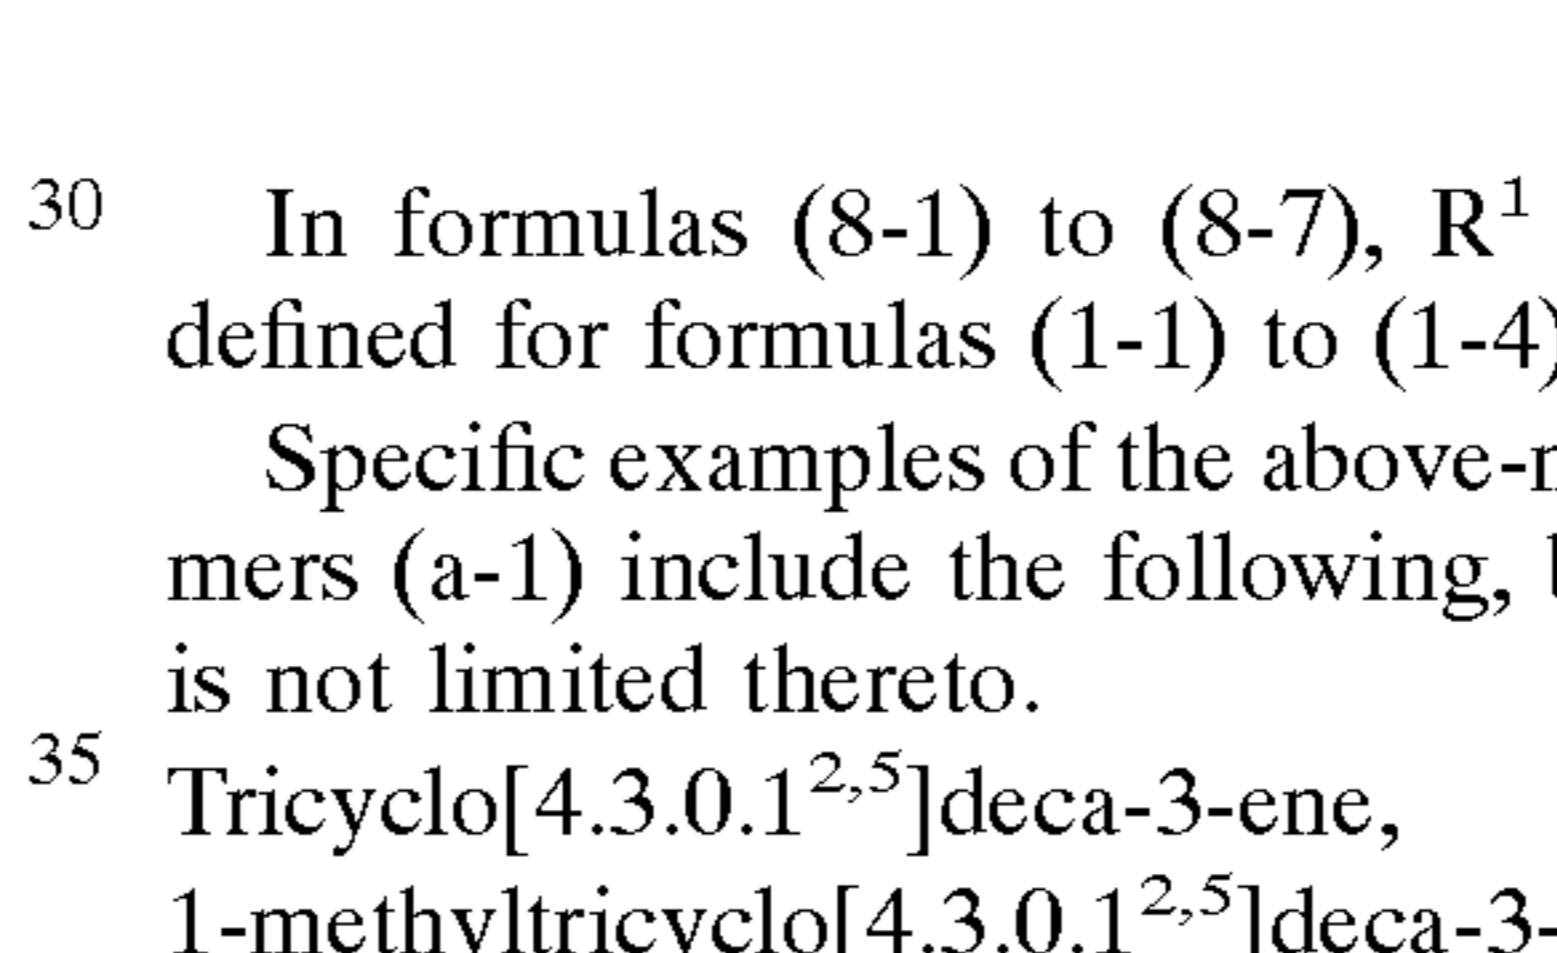 30 In formulas (8-1) to (8-7), R¹
defined for formulas (1-1) to (1-4)
Specific examples of the above-
mers (a-1) include the following,
is not limited thereto.
35 Tricyclo[4.3.0.1²,⁵]deca-3-ene,
1-methyltricyclo[4.3.0.1²,⁵]deca-3-